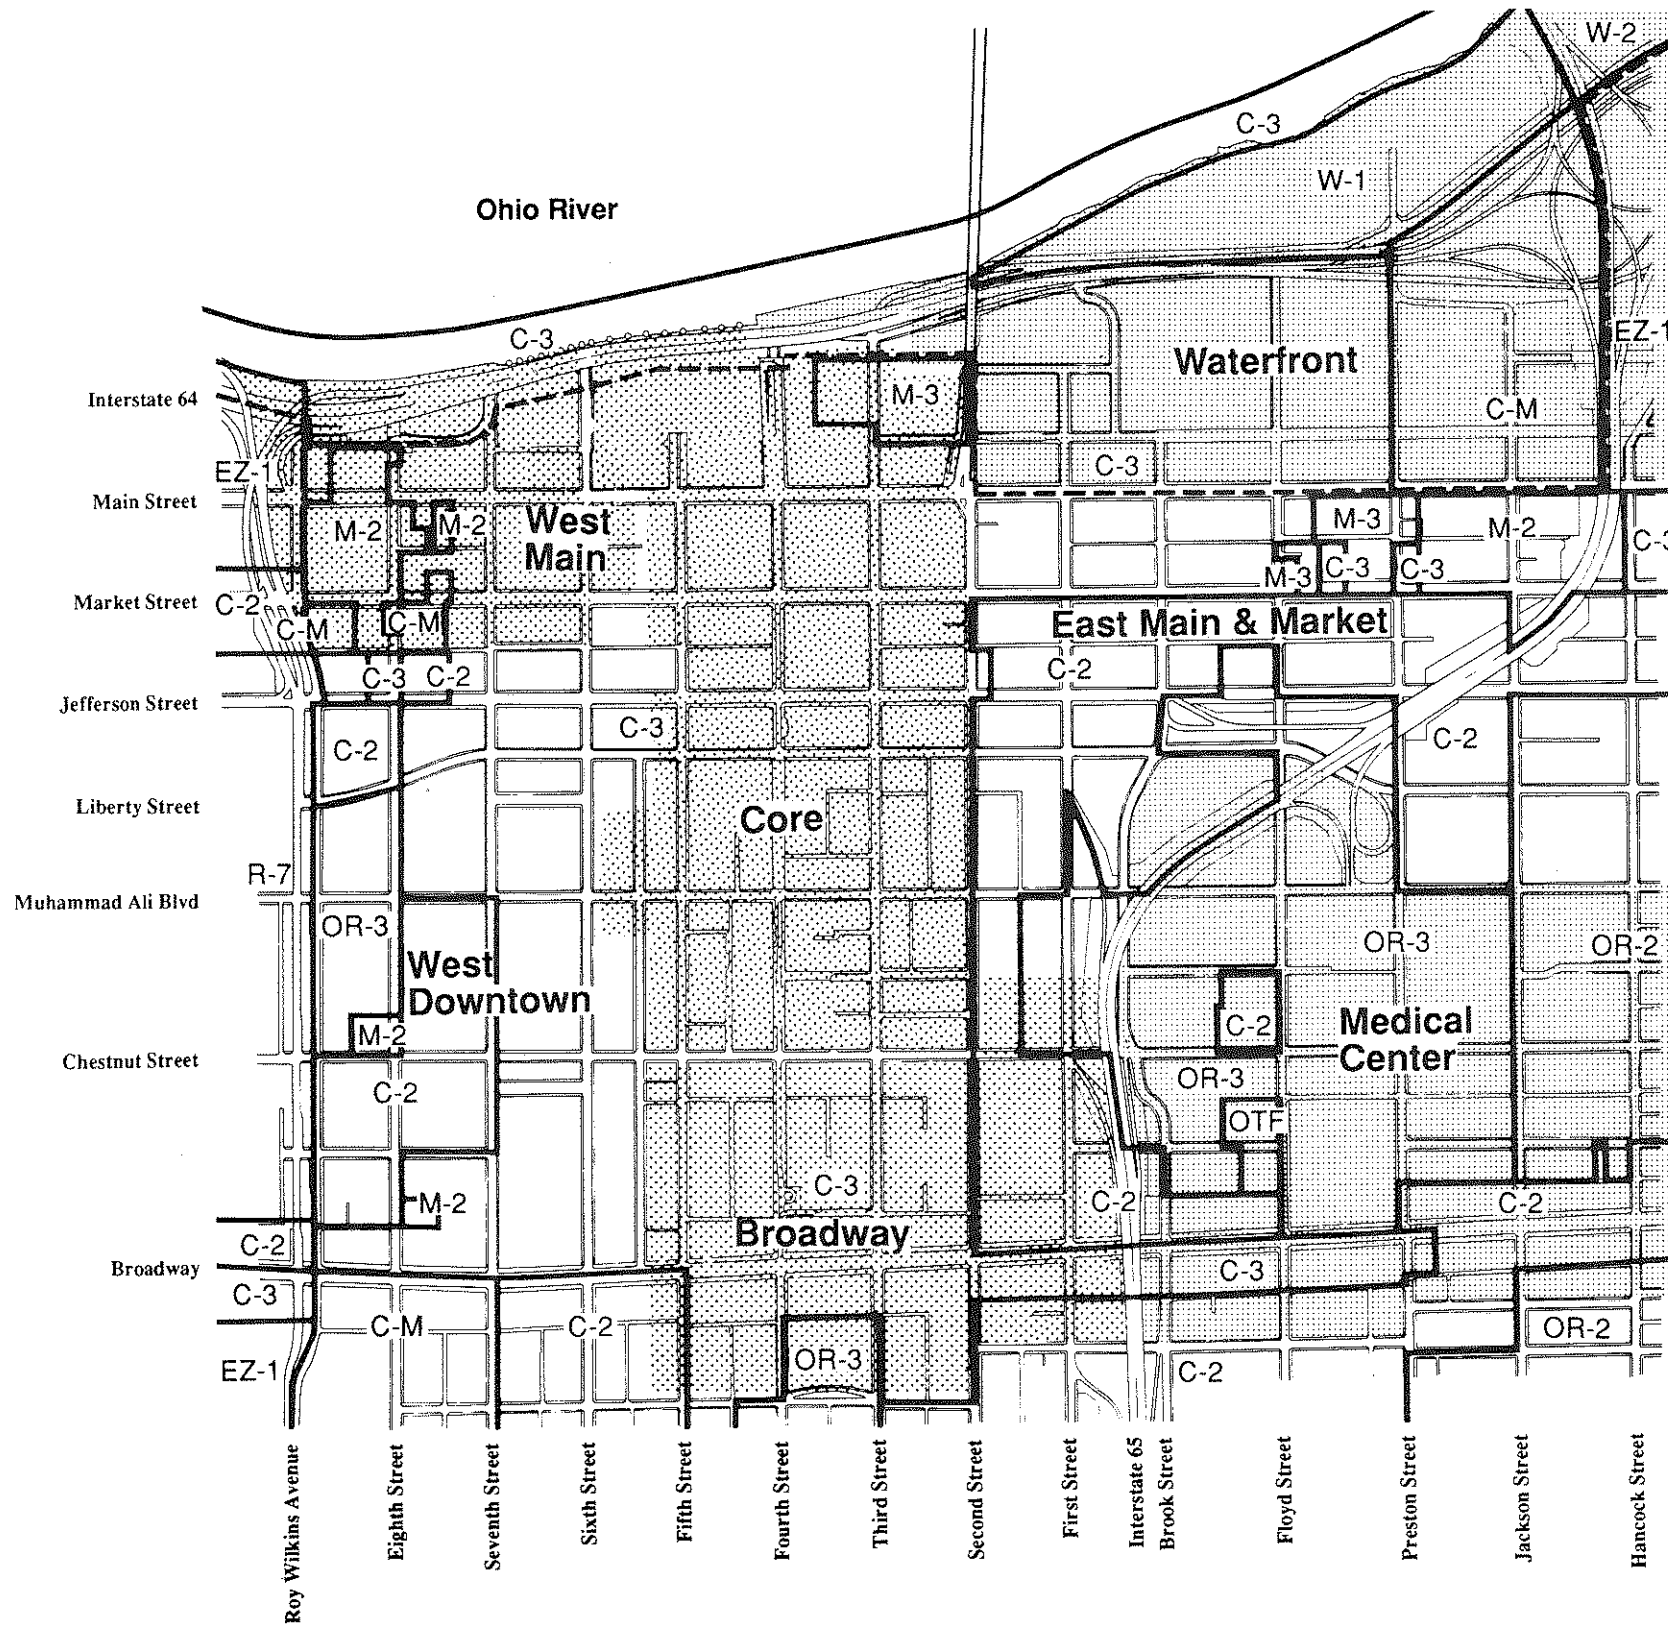 W-2
C-3
W-1
Ohio River
C-3
EZ-1
Waterfront
Interstate 64
M-3
C-M
EZ-1
C-3
Main Street
M-2
M-2
West
Main
M-3
M-2
C-3
M-3
C-3
C-3
Market Street
C-2
C-M
C-M
East Main & Market
C-3
C-2
C-2
Jefferson Street
C-3
C-2
C-2
Liberty Street
Core
R-7
Muhammad Ali Blvd
OR-3
OR-3
OR-2
West
Downtown
M-2
C-2
Medical
Center
Chestnut Street
C-2
OR-3
OTF
C-3
M-2
C-2
C-2
Broadway
C-2
Broadway
C-3
C-3
C-M
C-2
OR-2
EZ-1
OR-3
C-2
Roy Wilkins Avenue
Eighth Street
Seventh Street
Sixth Street
Fifth Street
Fourth Street
Third Street
Second Street
First Street
Interstate 65
Brook Street
Floyd Street
Preston Street
Jackson Street
Hancock Street